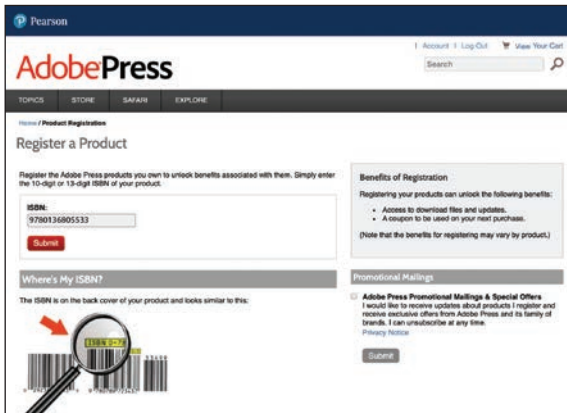 Pearson
Account | Log Out View Your Cart
AdobePress
Search
TOPICS STORE SAFARI EXPLORE
Home / Product Registration
Register a Product
Register the Adobe Press products you own to unlock benefits associated with them. Simply enter
the 10-digit or 13-digit ISBN of your product.
ISBN:
9780136805533
Submit
Benefits of Registration
Registering your products can unlock the following benefits:
• Access to download files and updates.
• A coupon to be used on your next purchase.
(Note that the benefits for registering may vary by product.)
Where's My ISBN?
The ISBN is on the back cover of your product and looks similar to this:
ISBN 0-78
Promotional Mailings
Adobe Press Promotional Mailings & Special Offers
I would like to receive updates about products I register and
receive exclusive offers from Adobe Press and its family of
brands. I can unsubscribe at any time.
Privacy Notice
Submit